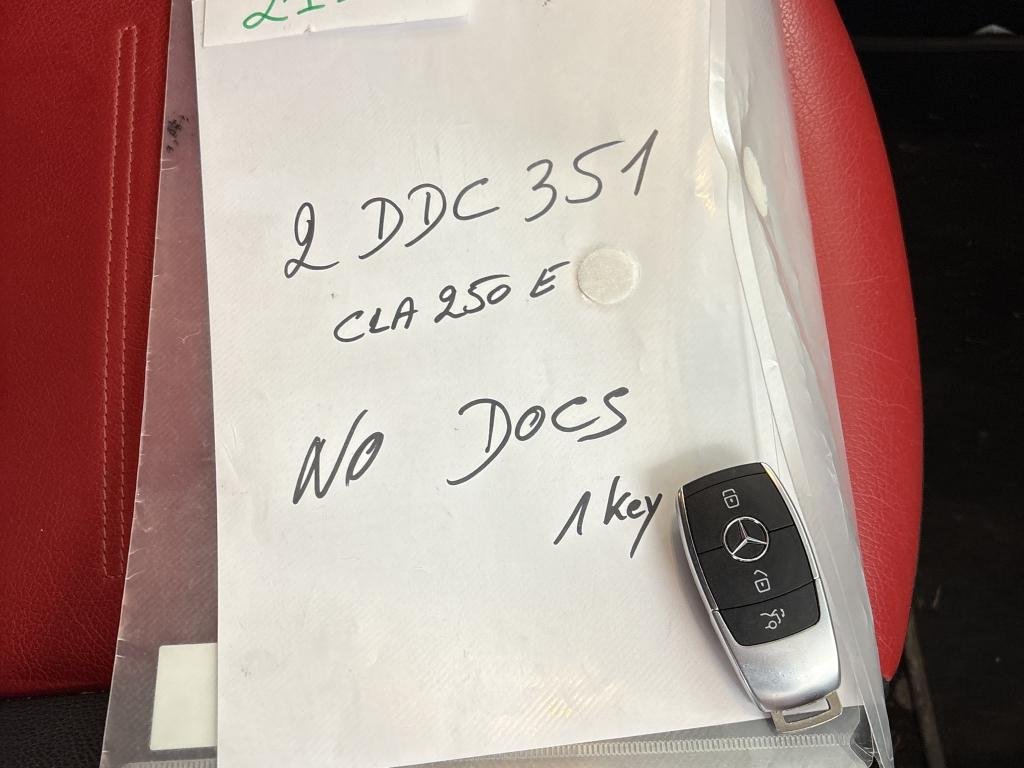 2 DDC 351
CLA 250 E
NO DOCS
1 key